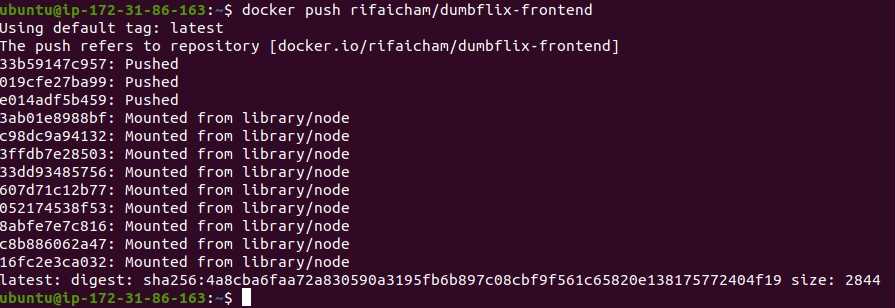 ubuntu@ip-172-31-86-163:~$ docker push rifaicham/dumbflix-frontend
Using default tag: latest
The push refers to repository [docker.io/rifaicham/dumbflix-frontend]
33b59147c957: Pushed
019cfe27ba99: Pushed
e014adf5b459: Pushed
3ab01e8988bf: Mounted from library/node
c98dc9a94132: Mounted from library/node
3ffdb7e28503: Mounted from library/node
33dd93485756: Mounted from library/node
607d71c12b77: Mounted from library/node
052174538f53: Mounted from library/node
8abfe7e7c816: Mounted from library/node
c8b886062a47: Mounted from library/node
16fc2e3ca032: Mounted from library/node
latest: digest: sha256:4a8cba6faa72a830590a3195fb6b897c08cbf9f561c65820e138175772404f19 size: 2844
ubuntu@ip-172-31-86-163:~$